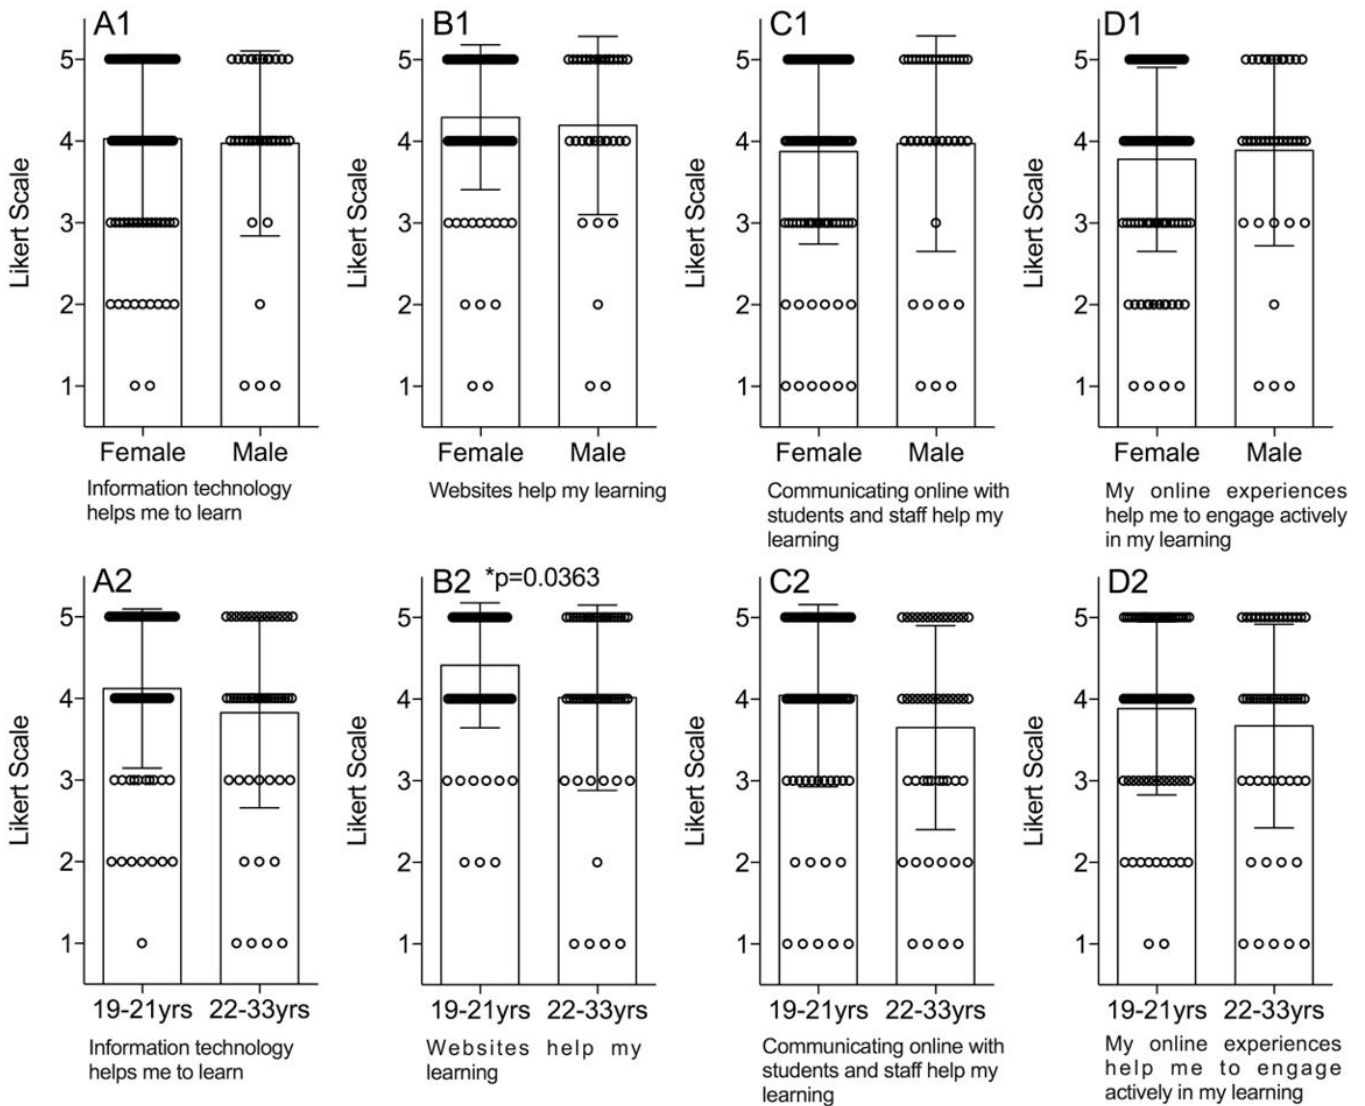 A1
B1
C1
D1
5
4
3
2
1
Likert Scale
Female Male
Information technology
helps me to learn
5
4
3
2
1
Likert Scale
Female Male
Websites help my learning
5
4
3
2
1
Likert Scale
Female Male
Communicating online with
students and staff help my
learning
5
4
3
2
1
Likert Scale
Female Male
My online experiences
help me to engage actively
in my learning
A2
B2 *p=0.0363
C2
D2
5
4
3
2
1
Likert Scale
19-21yrs 22-33yrs
Information technology
helps me to learn
5
4
3
2
1
Likert Scale
19-21yrs 22-33yrs
Websites help my
learning
5
4
3
2
1
Likert Scale
19-21yrs 22-33yrs
Communicating online with
students and staff help my
learning
5
4
3
2
1
Likert Scale
19-21yrs 22-33yrs
My online experiences
help me to engage
actively in my learning